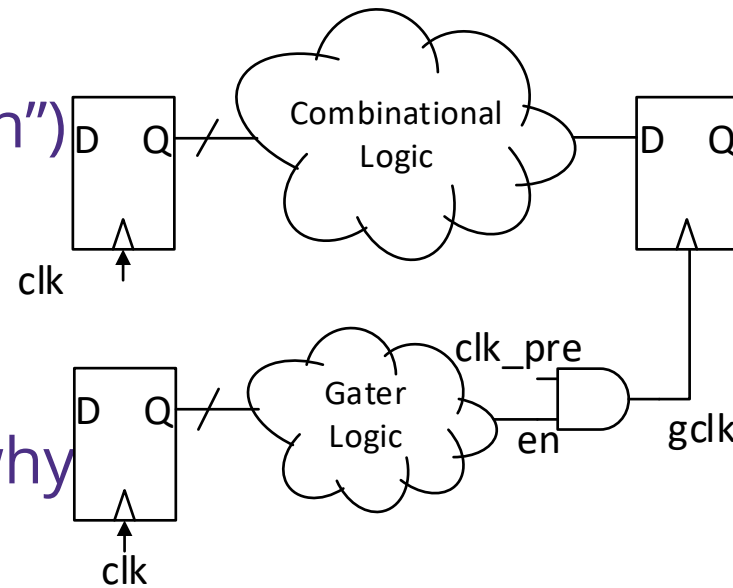 n”)
D Q
Combinational
Logic
D Q
clk
clk_pre
D Q
Gater
Logic
en
gclk
why
clk